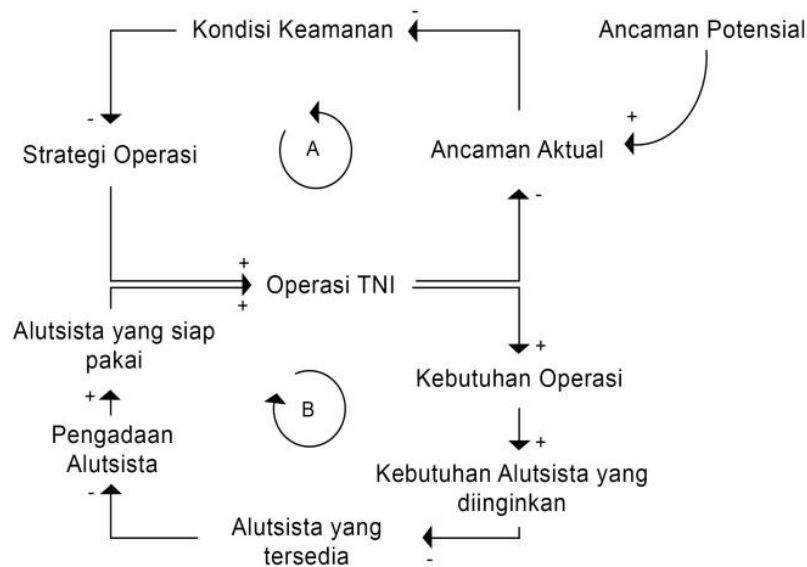 -
Kondisi Keamanan
Ancaman Potensial
-
+
Strategi Operasi
A
Ancaman Aktual
-
+
Operasi TNI
+
Alutsista yang siap
pakai
+
Kebutuhan Operasi
+
B
Pengadaan
Alutsista
+
Kebutuhan Alutsista yang
diinginkan
-
Alutsista yang
tersedia
-